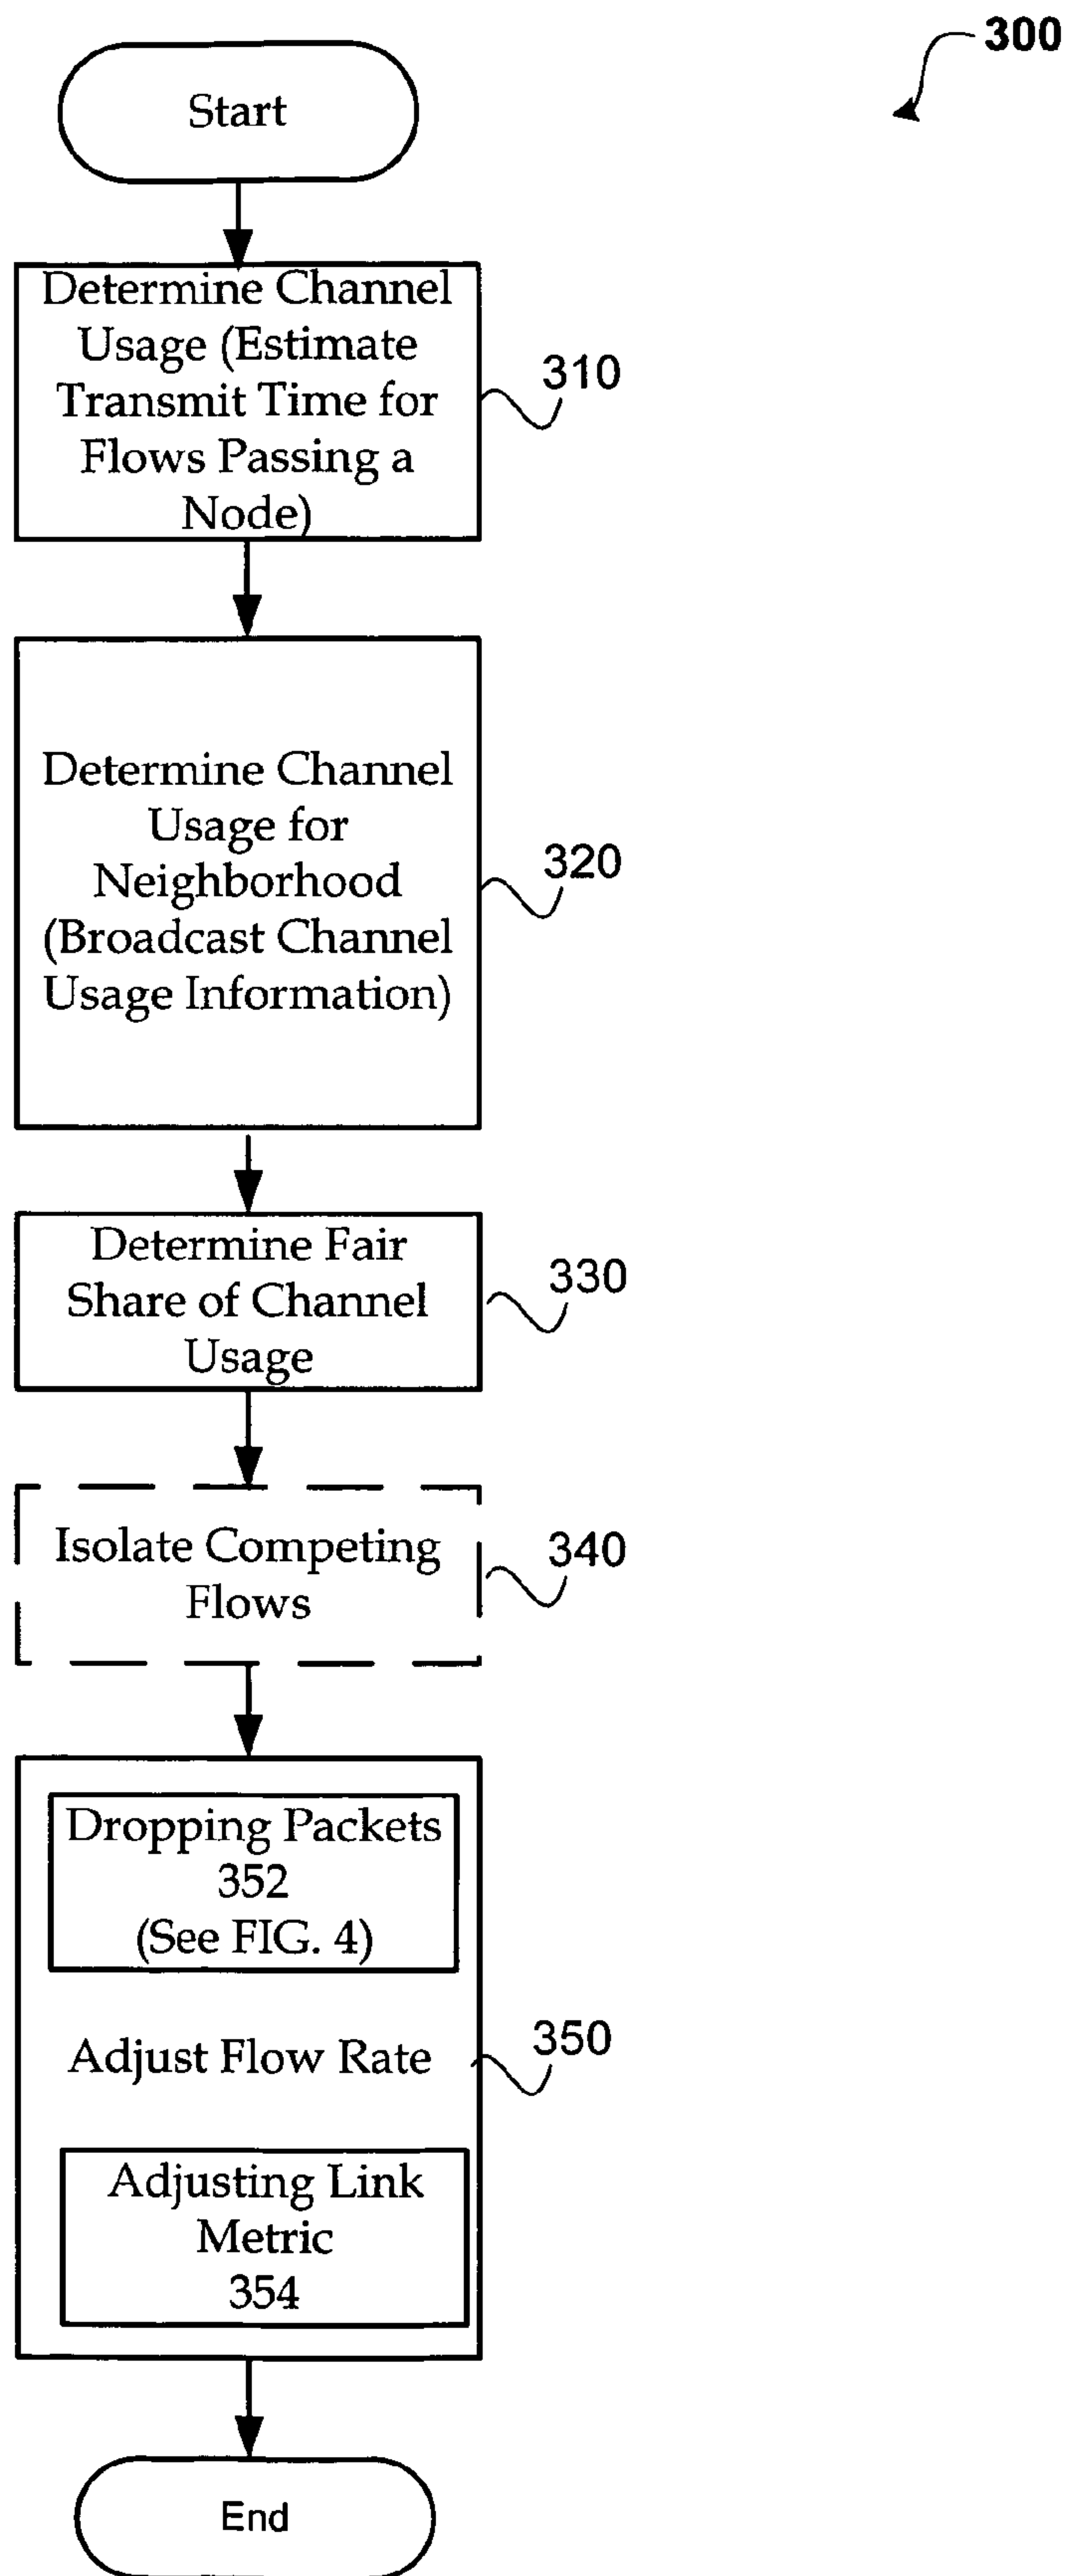 300
Start
Determine Channel
Usage (Estimate
Transmit Time for
Flows Passing a
Node)
310
Determine Channel
Usage for
Neighborhood
(Broadcast Channel
Usage Information)
320
Determine Fair
Share of Channel
Usage
330
Isolate Competing
Flows
340
Dropping Packets
352
(See FIG. 4)
Adjust Flow Rate
350
Adjusting Link
Metric
354
End